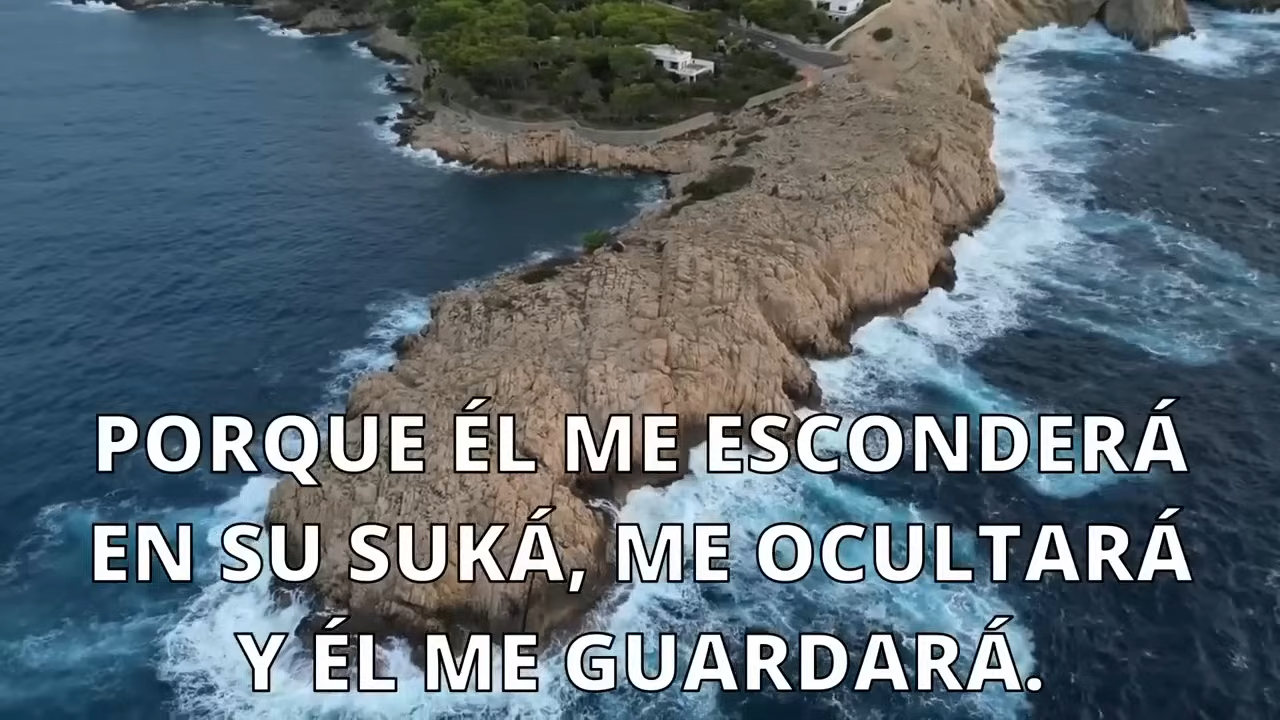 PORQUE ÉL ME ESCONDERÁ
EN SU SUKÁ, ME OCULTARÁ
Y ÉL ME GUARDARÁ.